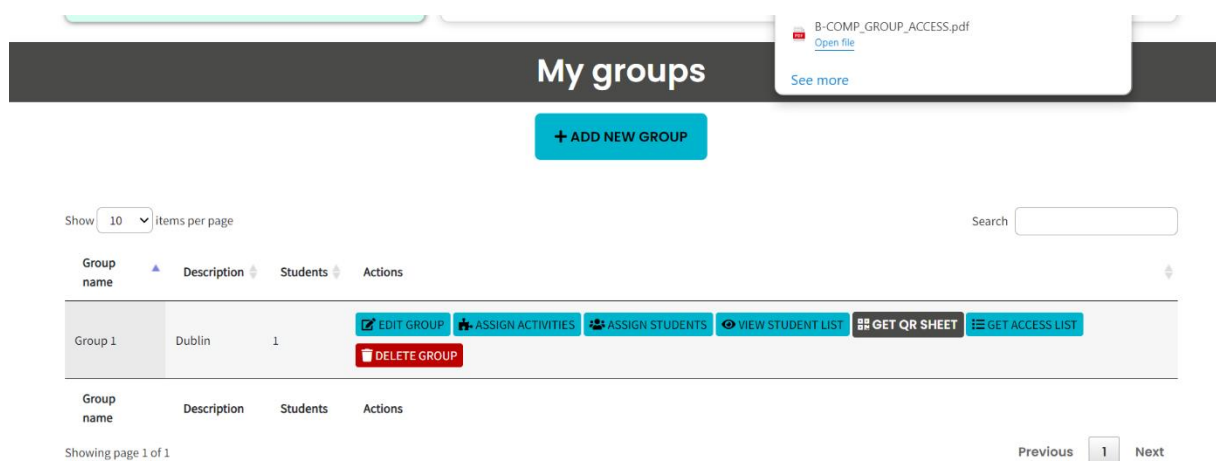 B-COMP_GROUP_ACCESS.pdf
Open file
See more
My groups
+ ADD NEW GROUP
Show 10 items per page
Search
Group name Description Students Actions
Group 1 Dublin 1 EDIT GROUP ASSIGN ACTIVITIES ASSIGN STUDENTS VIEW STUDENT LIST GET QR SHEET GET ACCESS LIST
DELETE GROUP
Group name Description Students Actions
Showing page 1 of 1
Previous 1 Next